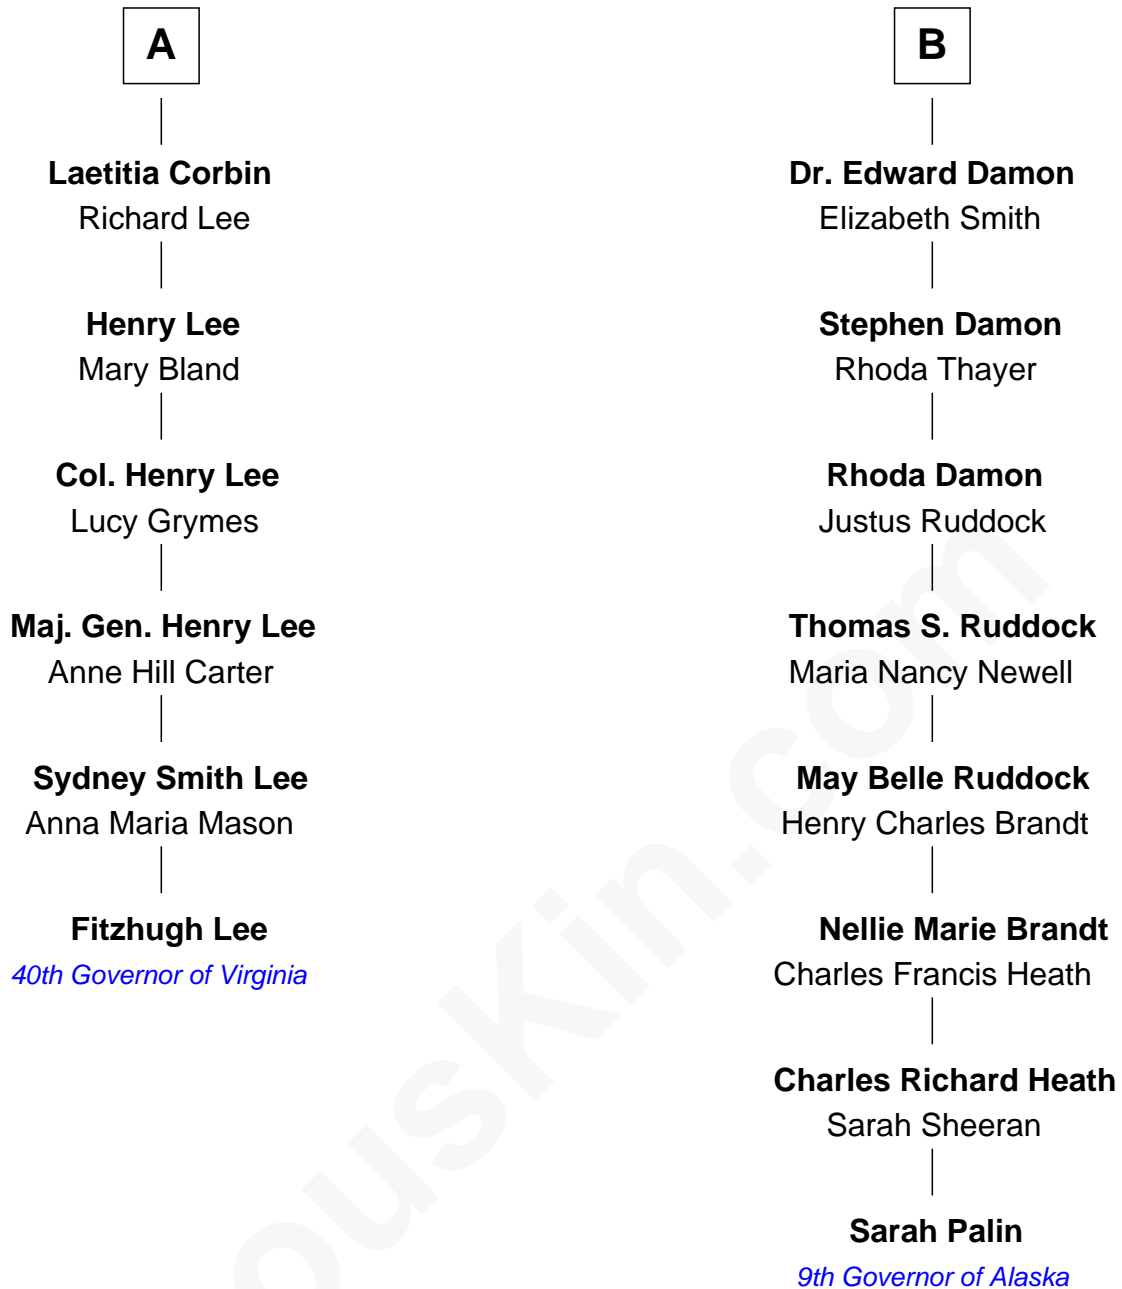 A
Laetitia Corbin
Richard Lee
Henry Lee
Mary Bland
Col. Henry Lee
Lucy Grymes
Maj. Gen. Henry Lee
Anne Hill Carter
Sydney Smith Lee
Anna Maria Mason
Fitzhugh Lee
40th Governor of Virginia
B
Dr. Edward Damon
Elizabeth Smith
Stephen Damon
Rhoda Thayer
Rhoda Damon
Justus Ruddock
Thomas S. Ruddock
Maria Nancy Newell
May Belle Ruddock
Henry Charles Brandt
Nellie Marie Brandt
Charles Francis Heath
Charles Richard Heath
Sarah Sheeran
Sarah Palin
9th Governor of Alaska
ousKin.com